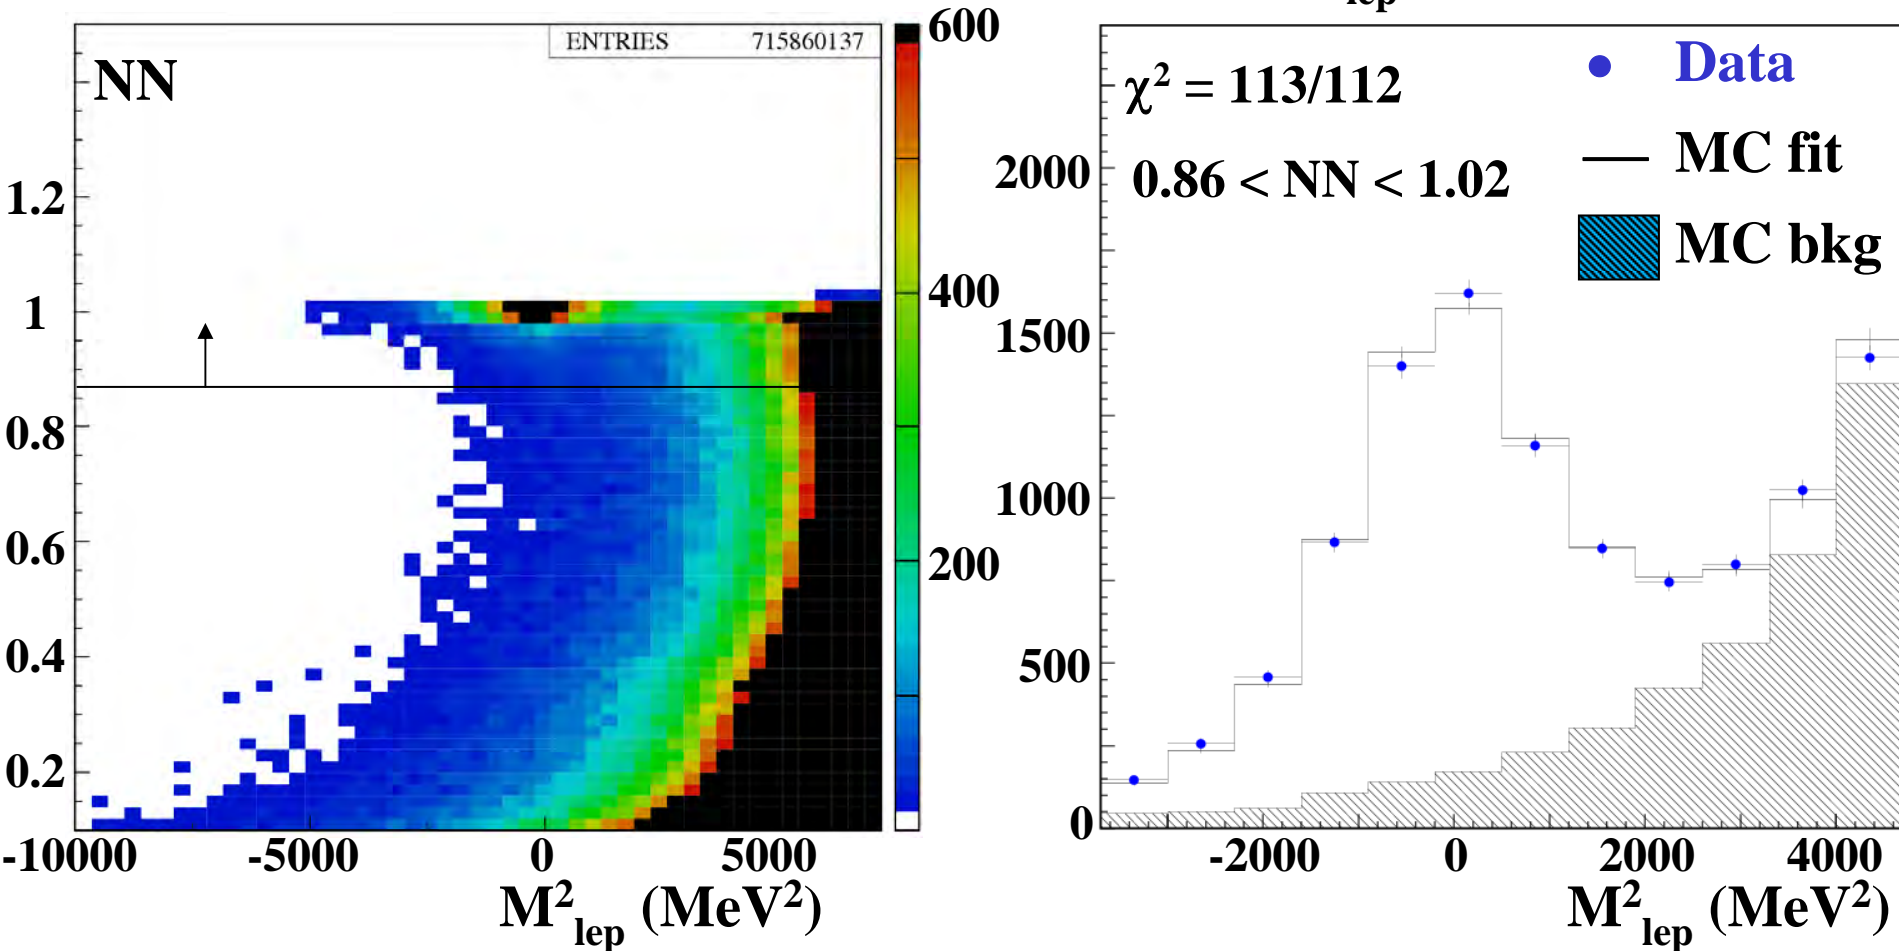 NN
ENTRIES 715860137
1.2
1
0.8
0.6
0.4
0.2
-10000 -5000 0 5000
M²lep (MeV²)
600
400
200
lep
χ² = 113/112
0.86 < NN < 1.02
Data
MC fit
MC bkg
2000
1500
1000
500
0
-2000 0 2000 4000
M²lep (MeV²)